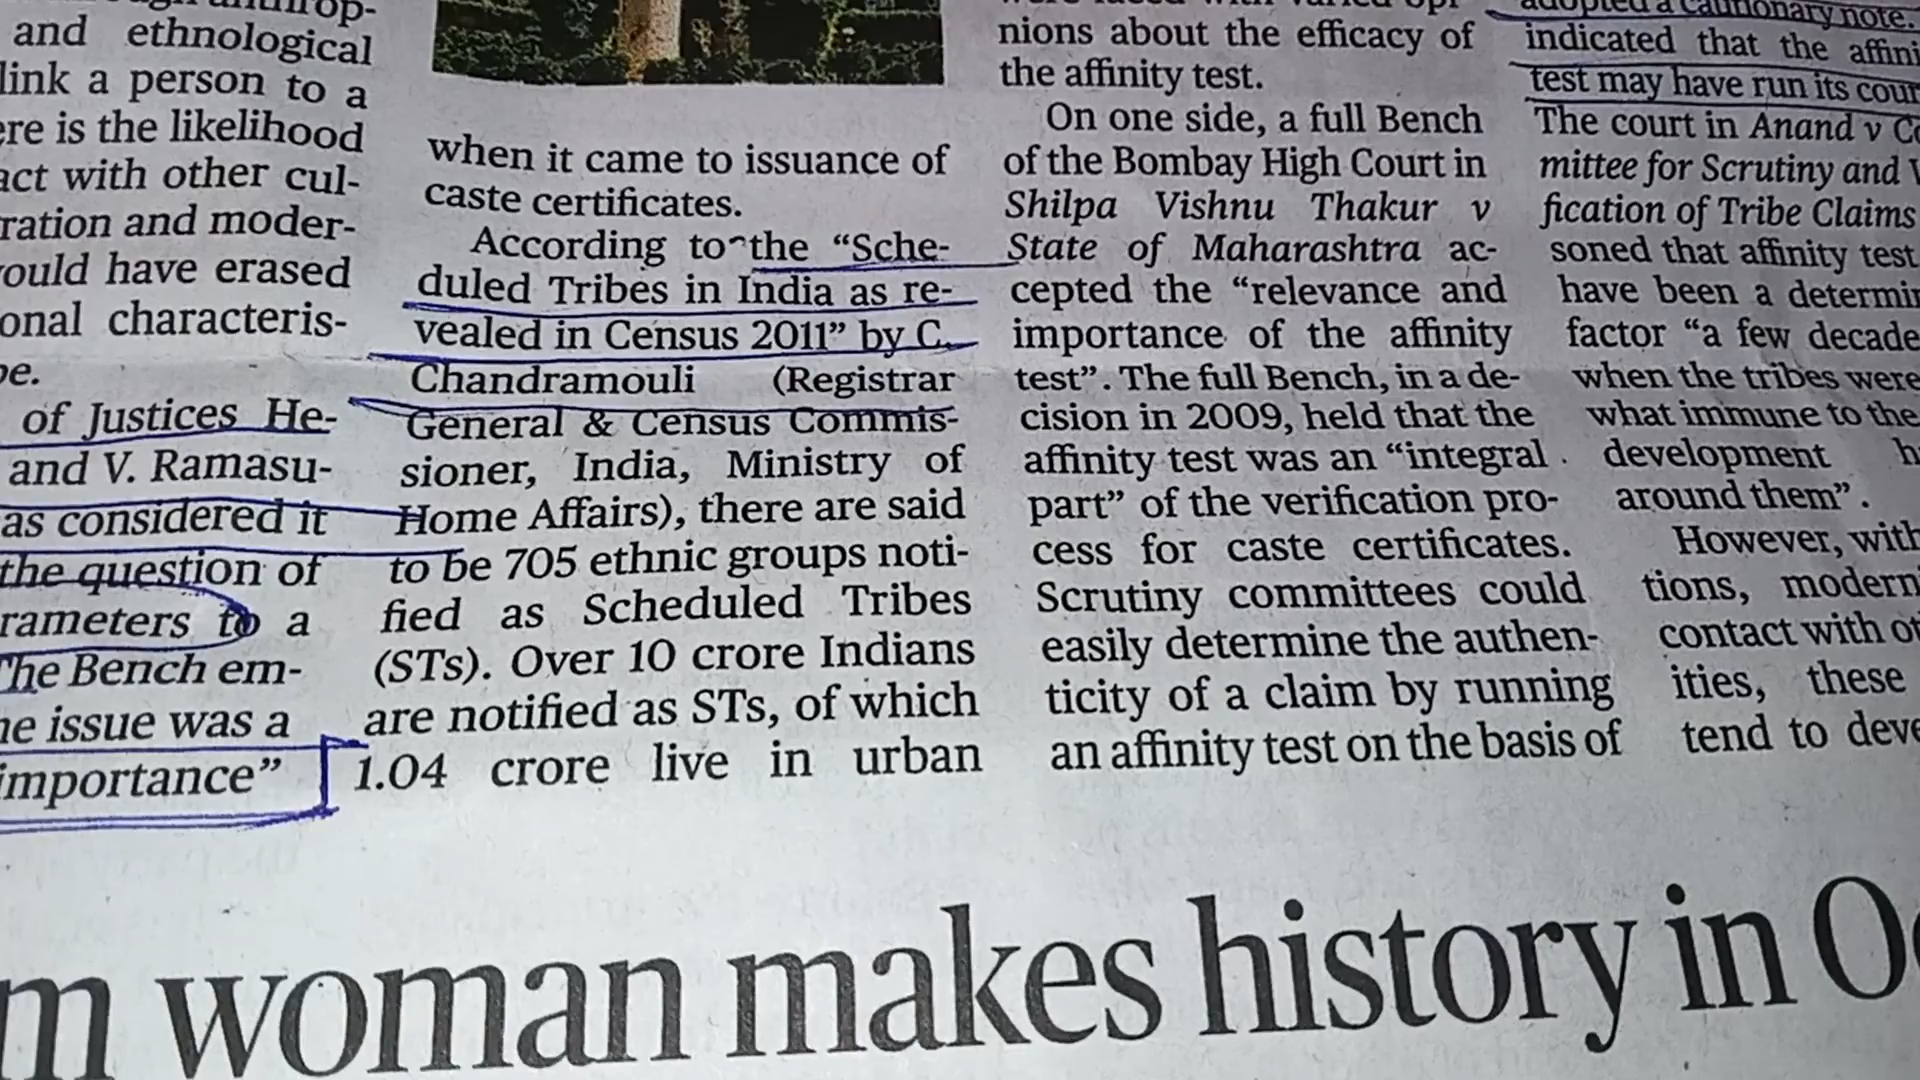 and ethnological
link a person to a
ere is the likelihood
act with other cul-
ration and moder-
ould have erased
onal characteris-
pe.
of Justices He-
and V. Ramasu-
as considered it
the question of
rameters to a
The Bench em-
ne issue was a
importance”
when it came to issuance of
caste certificates.
According to the “Sche-
duled Tribes in India as re-
vealed in Census 2011” by C.
Chandramouli (Registrar
General & Census Commis-
sioner, India, Ministry of
Home Affairs), there are said
to be 705 ethnic groups noti-
fied as Scheduled Tribes
(STs). Over 10 crore Indians
are notified as STs, of which
1.04 crore live in urban
nions about the efficacy of
the affinity test.
On one side, a full Bench
of the Bombay High Court in
Shilpa Vishnu Thakur v
State of Maharashtra ac-
cepted the “relevance and
importance of the affinity
test”. The full Bench, in a de-
cision in 2009, held that the
affinity test was an “integral
part” of the verification pro-
cess for caste certificates.
Scrutiny committees could
easily determine the authen-
ticity of a claim by running
an affinity test on the basis of
adopted a cautionary note.
indicated that the affini
test may have run its cour
The court in Anand v Co
mittee for Scrutiny and V
fication of Tribe Claims
soned that affinity test
have been a determin
factor “a few decade
when the tribes were
what immune to the
development h
around them”.
However, with
tions, moderni
contact with ot
ities, these
tend to deve
m woman makes history in O